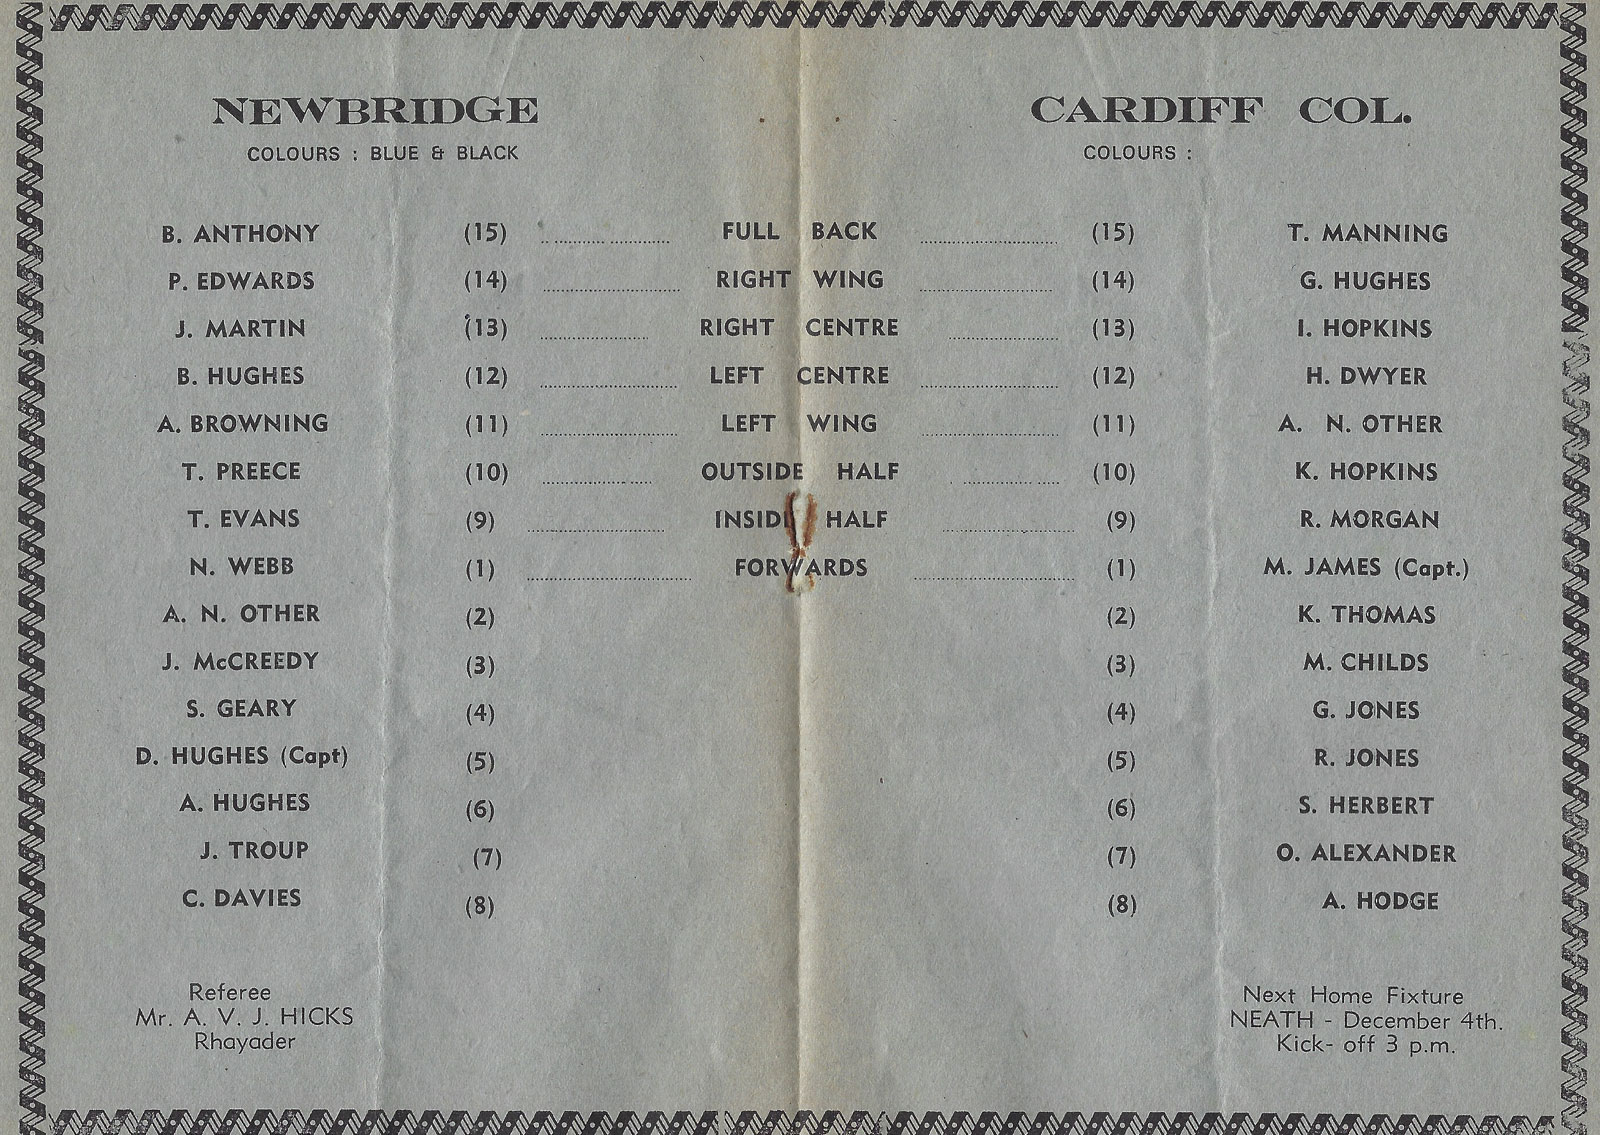 NEWBRIDGE CARDIFF COL.
COLOURS : BLUE & BLACK COLOURS :
B. ANTHONY (15) FULL BACK (15) T. MANNING
P. EDWARDS (14) RIGHT WING (14) G. HUGHES
J. MARTIN (13) RIGHT CENTRE (13) I. HOPKINS
B. HUGHES (12) LEFT CENTRE (12) H. DWYER
A. BROWNING (11) LEFT WING (11) A. N. OTHER
T. PREECE (10) OUTSIDE HALF (10) K. HOPKINS
T. EVANS (9) INSIDE HALF (9) R. MORGAN
N. WEBB (1) FORWARDS (1) M. JAMES (Capt.)
A. N. OTHER (2) (2) K. THOMAS
J. McCREEDY (3) (3) M. CHILDS
S. GEARY (4) (4) G. JONES
D. HUGHES (Capt) (5) (5) R. JONES
A. HUGHES (6) (6) S. HERBERT
J. TROUP (7) (7) O. ALEXANDER
C. DAVIES (8) (8) A. HODGE
Referee
Mr. A. V. J. HICKS
Rhayader
Next Home Fixture
NEATH - December 4th.
Kick- off 3 p.m.